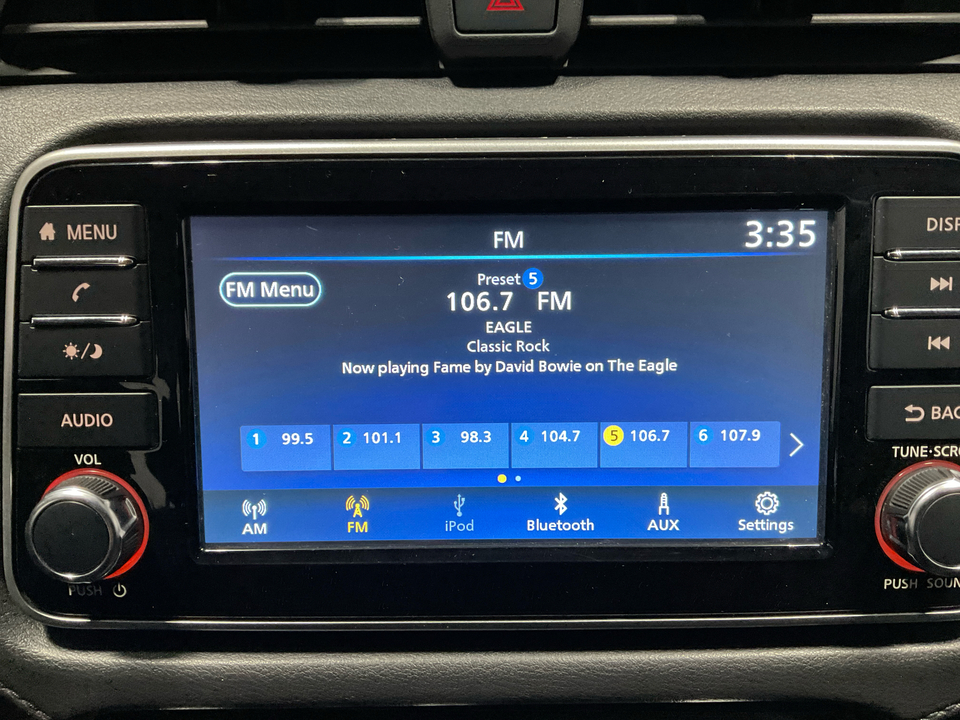 MENU
AUDIO
VOL
PUSH
FM
3:35
FM Menu
Preset 5
106.7 FM
EAGLE
Classic Rock
Now playing Fame by David Bowie on The Eagle
1 99.5 2 101.1 3 98.3 4 104.7 5 106.7 6 107.9
AM FM iPod Bluetooth AUX Settings
DISP
BAC
TUNE·SCRO
PUSH SOUN